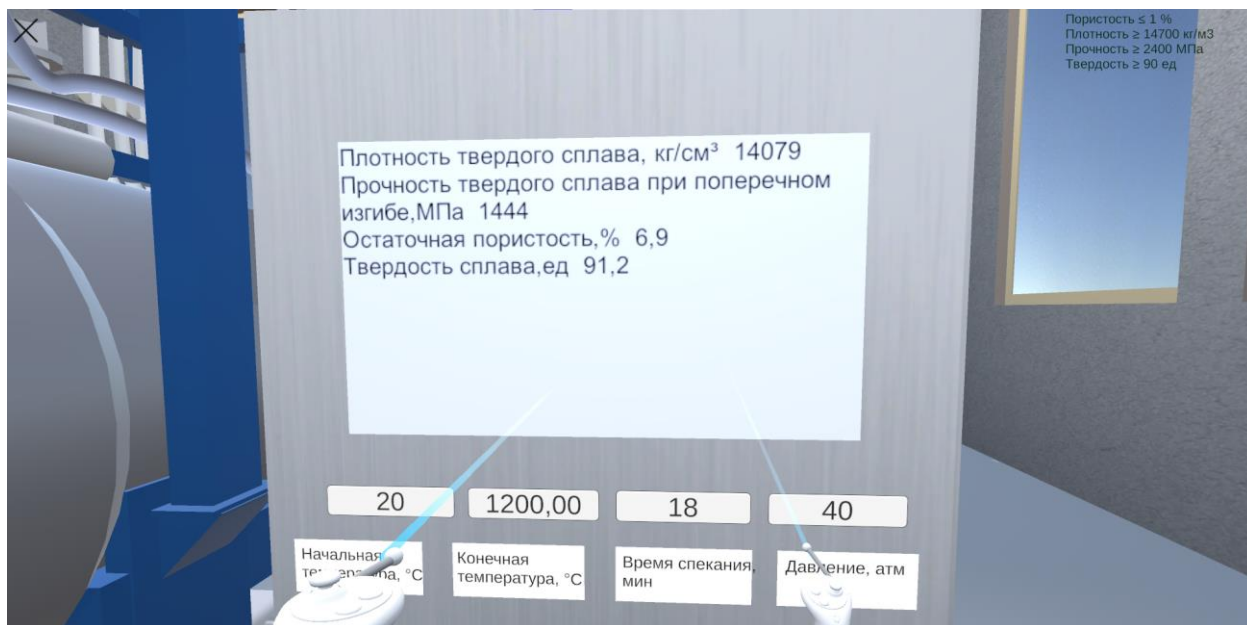 Пористость ≤ 1 %
Плотность ≥ 14700 кг/м3
Прочность ≥ 2400 МПа
Твердость ≥ 90 ед
Плотность твердого сплава, кг/см³ 14079
Прочность твердого сплава при поперечном
изгибе,МПа 1444
Остаточная пористость,% 6,9
Твердость сплава,ед 91,2
20 1200,00 18 40
Начальная
температура, °C
Конечная
температура, °C
Время спекания,
мин
Давление, атм